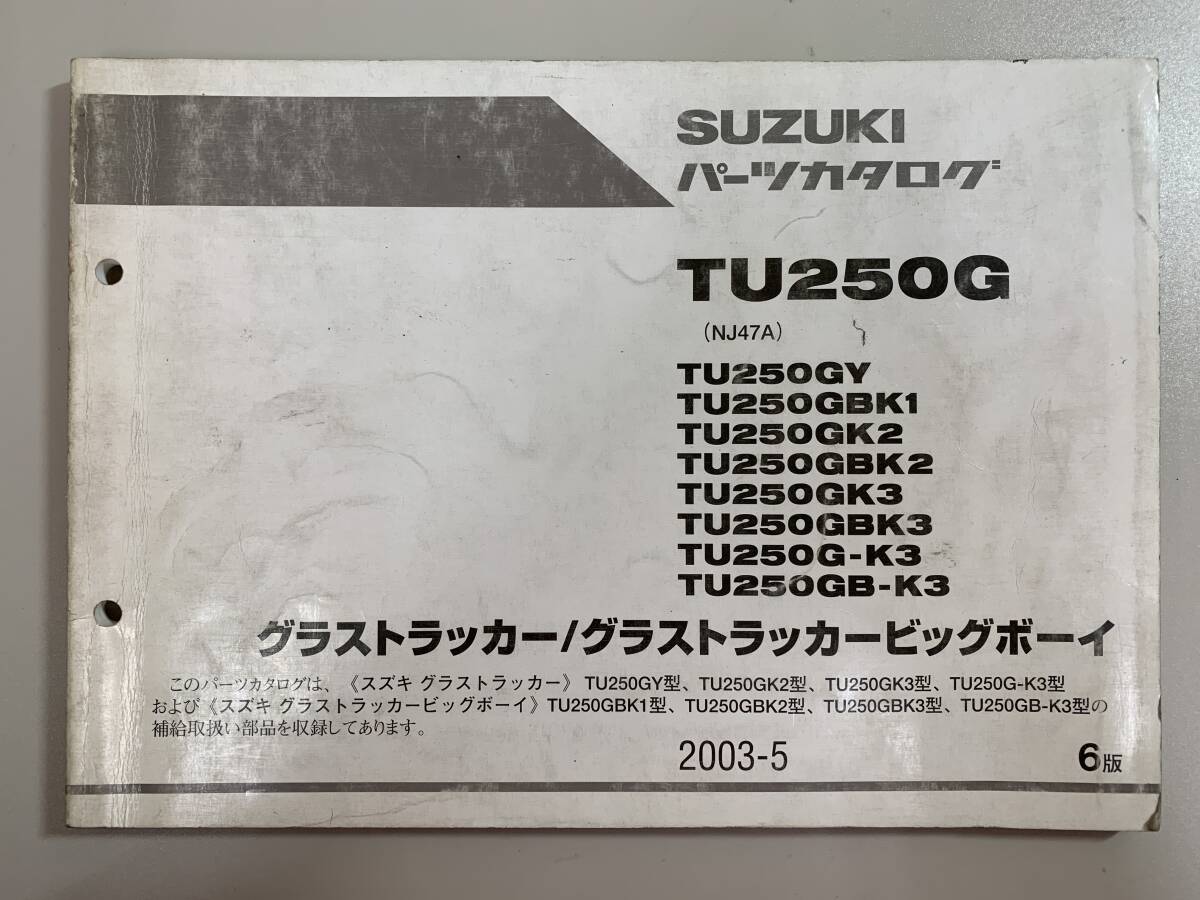 SUZUKI
パーツカタログ
TU250G
(NJ47A)
TU250GY
TU250GBK1
TU250GK2
TU250GBK2
TU250GK3
TU250GBK3
TU250G-K3
TU250GB-K3
グラストラッカー/グラストラッカービッグボーイ
このパーツカタログは、《スズキ グラストラッカー》 TU250GY型、TU250GK2型、TU250GK3型、TU250G-K3型
および《スズキ グラストラッカービッグボーイ》TU250GBK1型、TU250GBK2型、TU250GBK3型、TU250GB-K3型の
補給取扱い部品を収録してあります。
2003-5 6版